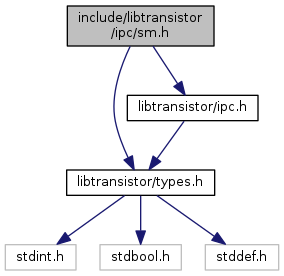 include/libtransistor
/ipc/sm.h
libtransistor/ipc.h
libtransistor/types.h
stdint.h
stdbool.h
stddef.h